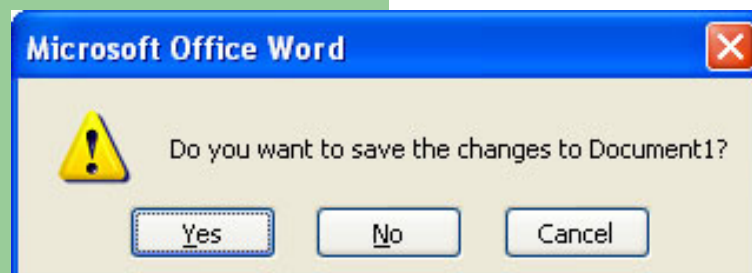 Microsoft Office Word
Do you want to save the changes to Document1?
Yes No Cancel